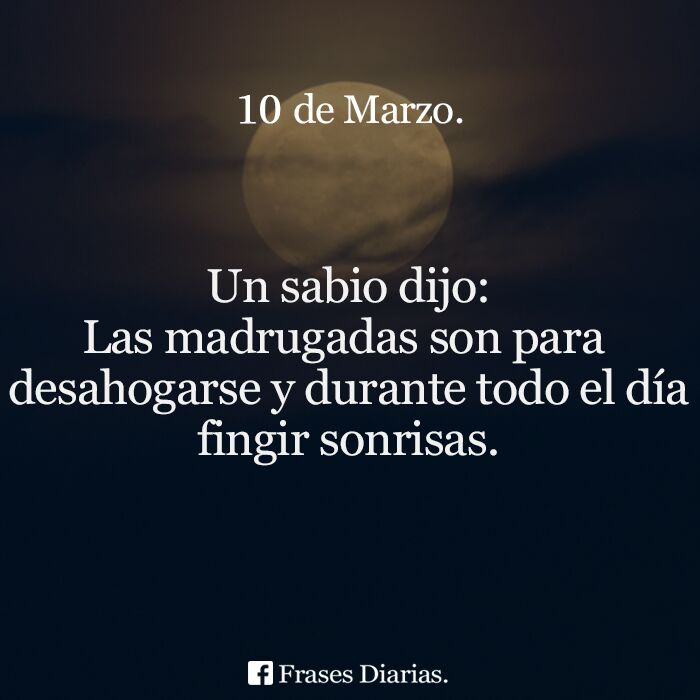 10 de Marzo.
Un sabio dijo:
Las madrugadas son para
desahogarse y durante todo el día
fingir sonrisas.
Frases Diarias.